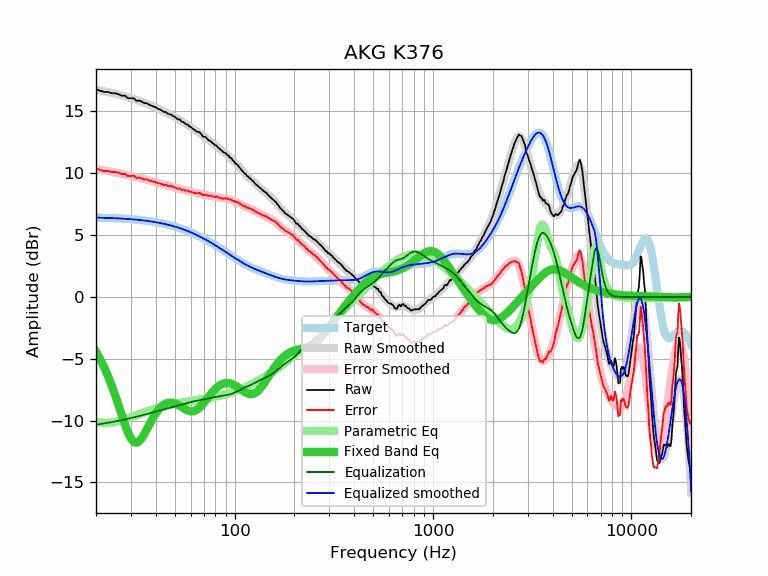 AKG K376
Amplitude (dBr)
15
10
5
0
−5
−10
−15
Target
Raw Smoothed
Error Smoothed
Raw
Error
Parametric Eq
Fixed Band Eq
Equalization
Equalized smoothed
100
1000
10000
Frequency (Hz)